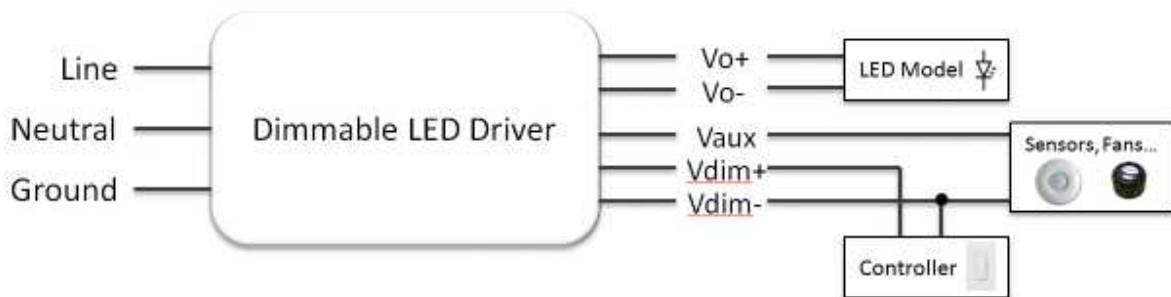 Line
Neutral
Ground
Dimmable LED Driver
Vo+
Vo-
Vaux
Vdim+
Vdim-
LED Model
Sensors, Fans...
Controller